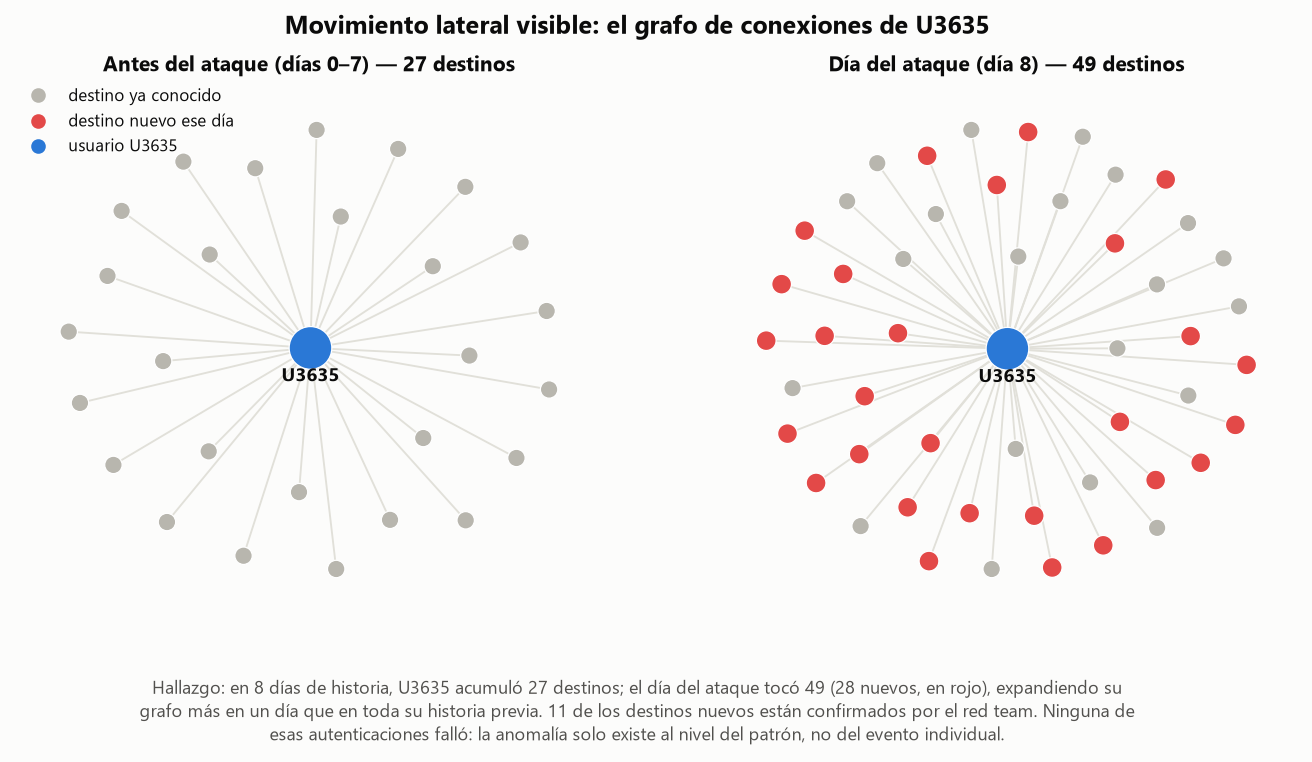 Movimiento lateral visible: el grafo de conexiones de U3635
Antes del ataque (días 0–7) — 27 destinos
destino ya conocido
destino nuevo ese día
usuario U3635
U3635
Día del ataque (día 8) — 49 destinos
U3635
Hallazgo: en 8 días de historia, U3635 acumuló 27 destinos; el día del ataque tocó 49 (28 nuevos, en rojo), expandiendo su
grafo más en un día que en toda su historia previa. 11 de los destinos nuevos están confirmados por el red team. Ninguna de
esas autenticaciones falló: la anomalía solo existe al nivel del patrón, no del evento individual.